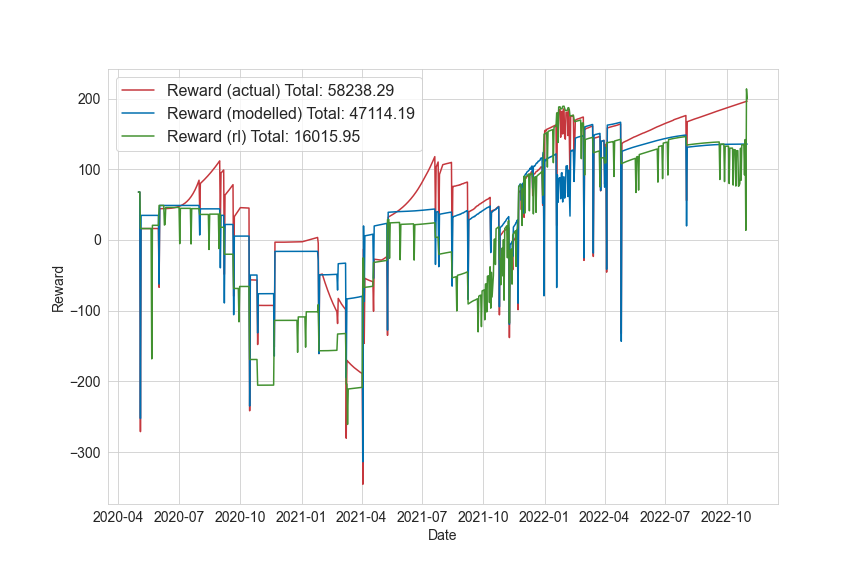 Reward (actual) Total: 58238.29
Reward (modelled) Total: 47114.19
Reward (rl) Total: 16015.95
200
100
0
−100
−200
−300
Reward
2020-04 2020-07 2020-10 2021-01 2021-04 2021-07 2021-10 2022-01 2022-04 2022-07 2022-10
Date